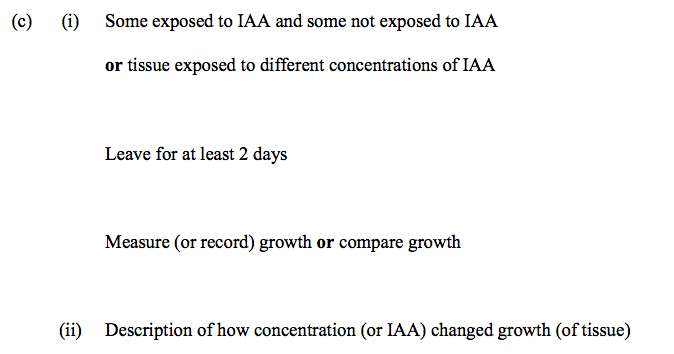 (c) (i) Some exposed to IAA and some not exposed to IAA
or tissue exposed to different concentrations of IAA
Leave for at least 2 days
Measure (or record) growth or compare growth
(ii) Description of how concentration (or IAA) changed growth (of tissue)